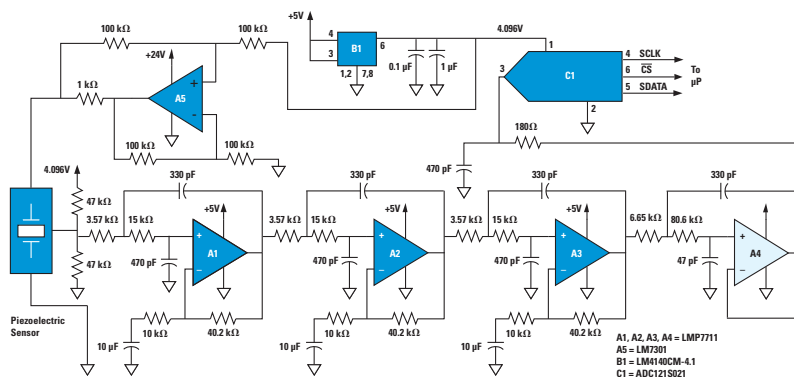 100 kΩ
100 kΩ
+24V
1 kΩ
A5
100 kΩ
100 kΩ
+5V
4
3
B1
6
1,2
7,8
0.1 µF
1 µF
4.096V
1
3
C1
2
4
SCLK
6
CS
5
SDATA
To
µP
180Ω
470 pF
4.096V
47 kΩ
47 kΩ
Piezoelectric
Sensor
330 pF
3.57 kΩ
15 kΩ
+5V
A1
470 pF
10 kΩ
40.2 kΩ
10 µF
330 pF
3.57 kΩ
15 kΩ
+5V
A2
470 pF
10 kΩ
40.2 kΩ
10 µF
330 pF
3.57 kΩ
15 kΩ
+5V
A3
470 pF
10 kΩ
40.2 kΩ
10 µF
330 pF
6.65 kΩ
80.6 kΩ
A4
47 pF
A1, A2, A3, A4 = LMP7711
A5 = LM7301
B1 = LM4140CM-4.1
C1 = ADC121S021